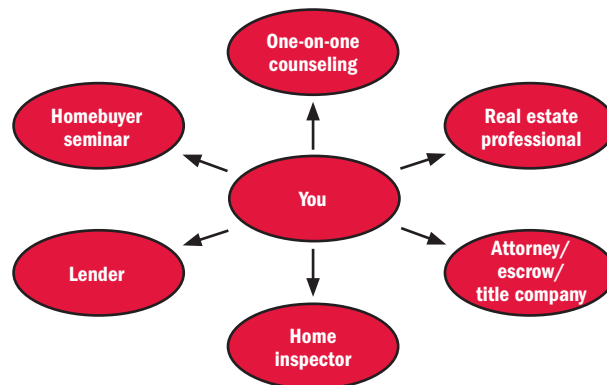 One-on-one
counseling
Homebuyer
seminar
Real estate
professional
You
Lender
Attorney/
escrow/
title company
Home
inspector